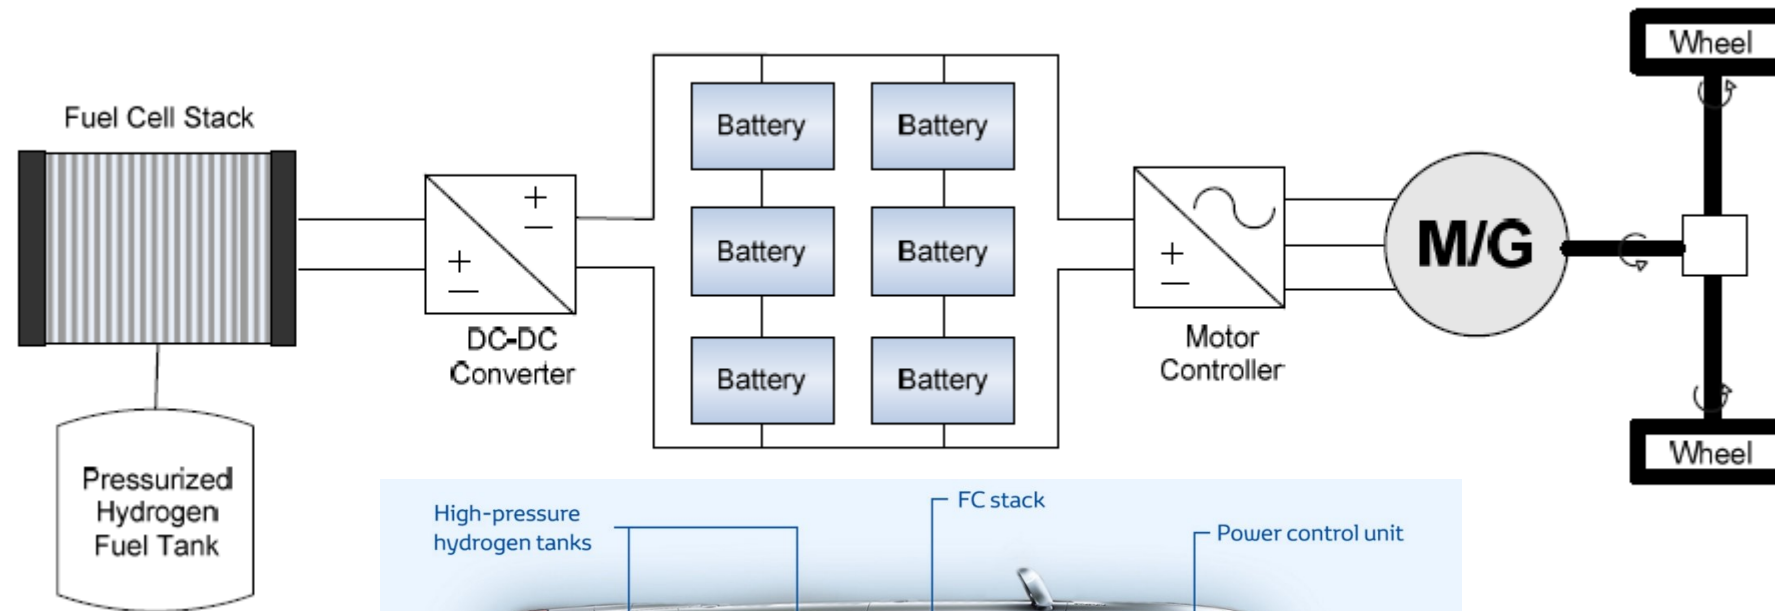 Wheel
Fuel Cell Stack
Battery
Battery
+
−
+
−
DC-DC
Converter
Battery
Battery
+
−
Motor
Controller
M/G
Battery
Battery
Wheel
Pressurized
Hydrogen
Fuel Tank
High-pressure
hydrogen tanks
FC stack
Power control unit